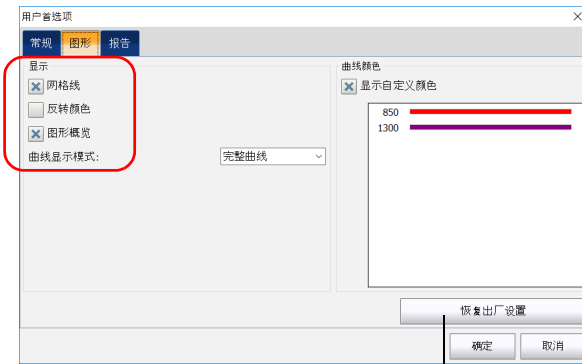 用户首选项
常规 图形 报告
显示
网格线
反转颜色
图形概览
曲线显示模式: 完整曲线
曲线颜色
显示自定义颜色
850
1300
恢复出厂设置
确定 取消